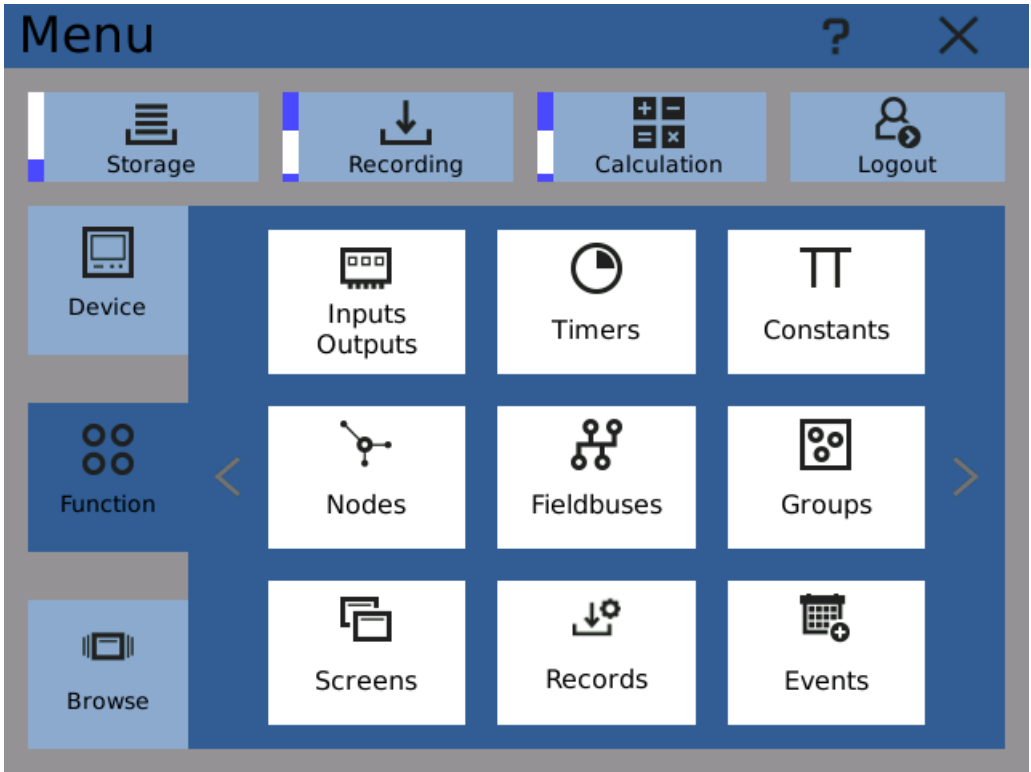 Menu ?
Storage Recording Calculation Logout
Device
Inputs
Outputs
Timers
Constants
Function
Nodes
Fieldbuses
Groups
Browse
Screens
Records
Events